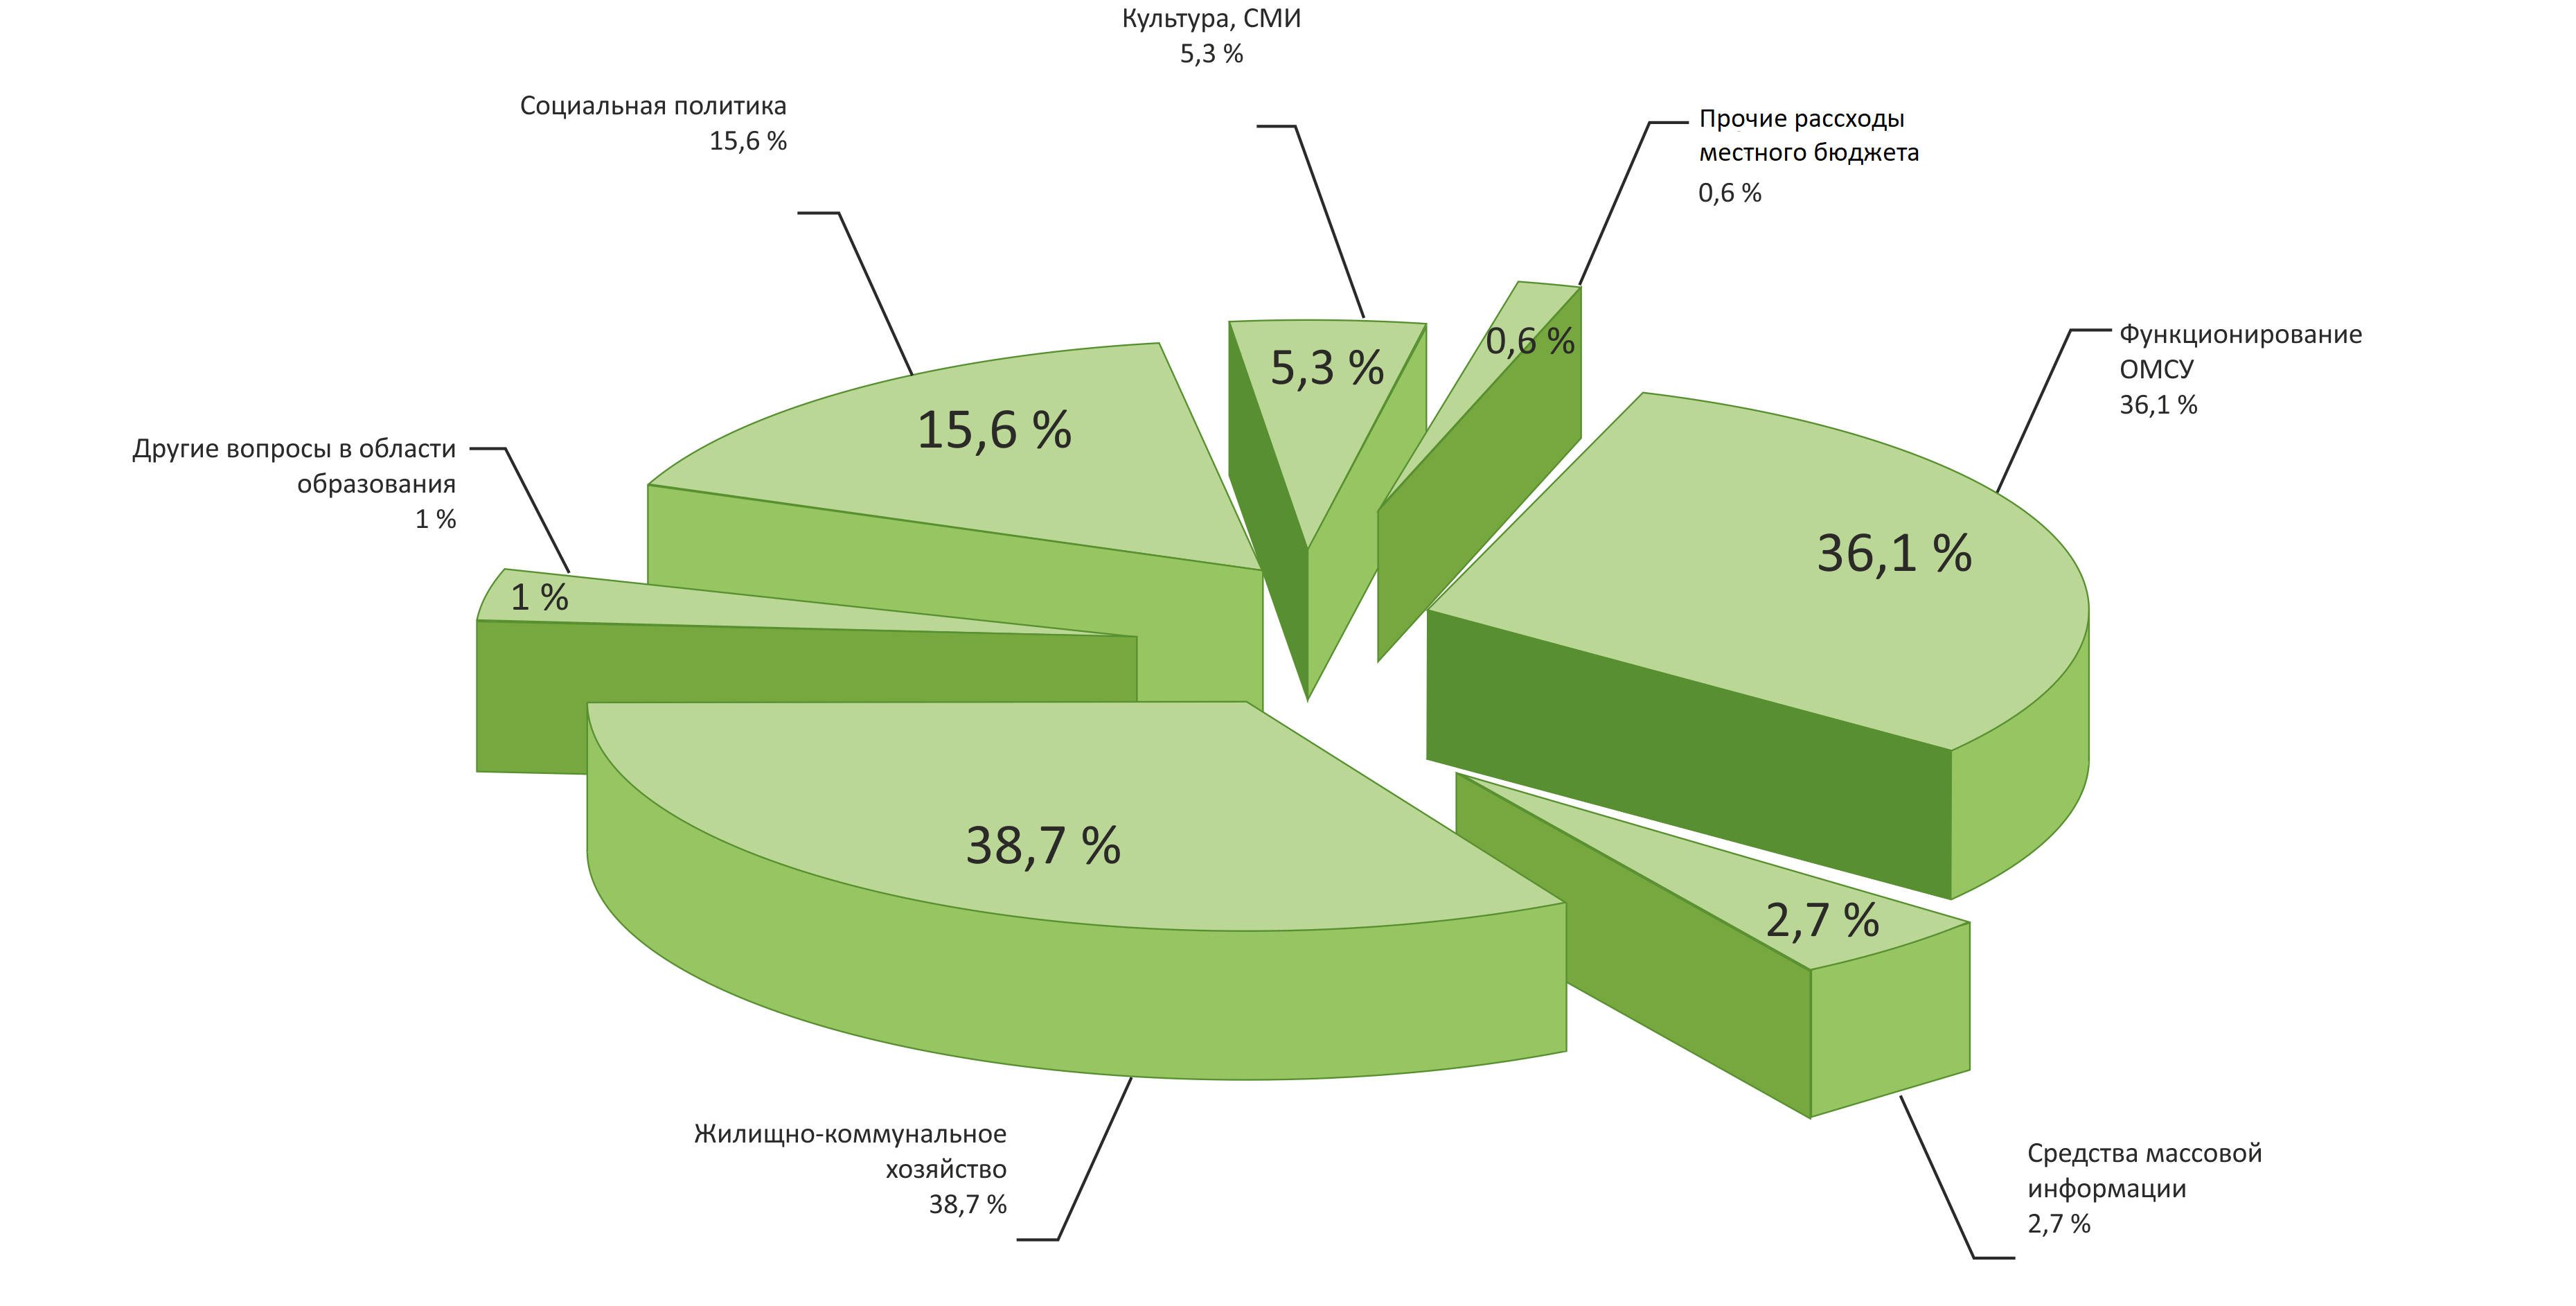 Культура, СМИ
5,3 %
Социальная политика
15,6 %
Прочие рассходы
местного бюджета
0,6 %
Функционирование
ОМСУ
36,1 %
Другие вопросы в области
образования
1 %
0,6 %
5,3 %
15,6 %
36,1 %
1 %
38,7 %
2,7 %
Жилищно-коммунальное
хозяйство
38,7 %
Средства массовой
информации
2,7 %